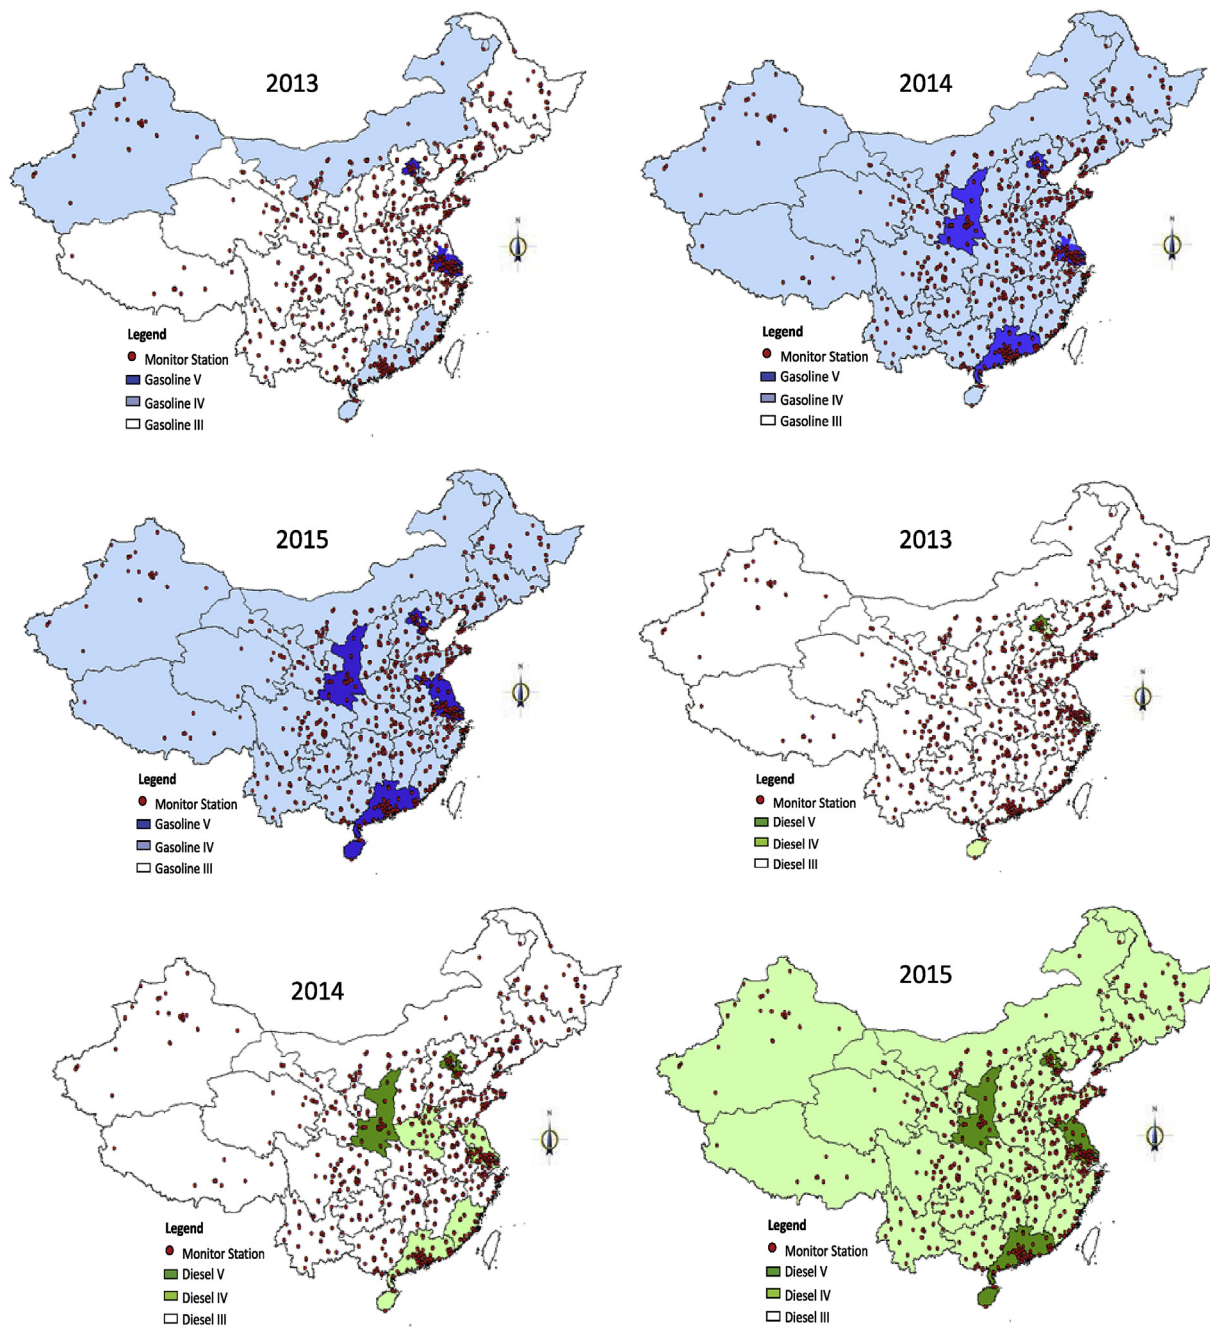 2013
N
Legend
Monitor Station
Gasoline V
Gasoline IV
Gasoline III
2014
N
Legend
Monitor Station
Gasoline V
Gasoline IV
Gasoline III
2015
N
Legend
Monitor Station
Gasoline V
Gasoline IV
Gasoline III
2013
N
Legend
Monitor Station
Diesel V
Diesel IV
Diesel III
2014
N
Legend
Monitor Station
Diesel V
Diesel IV
Diesel III
2015
N
Legend
Monitor Station
Diesel V
Diesel IV
Diesel III